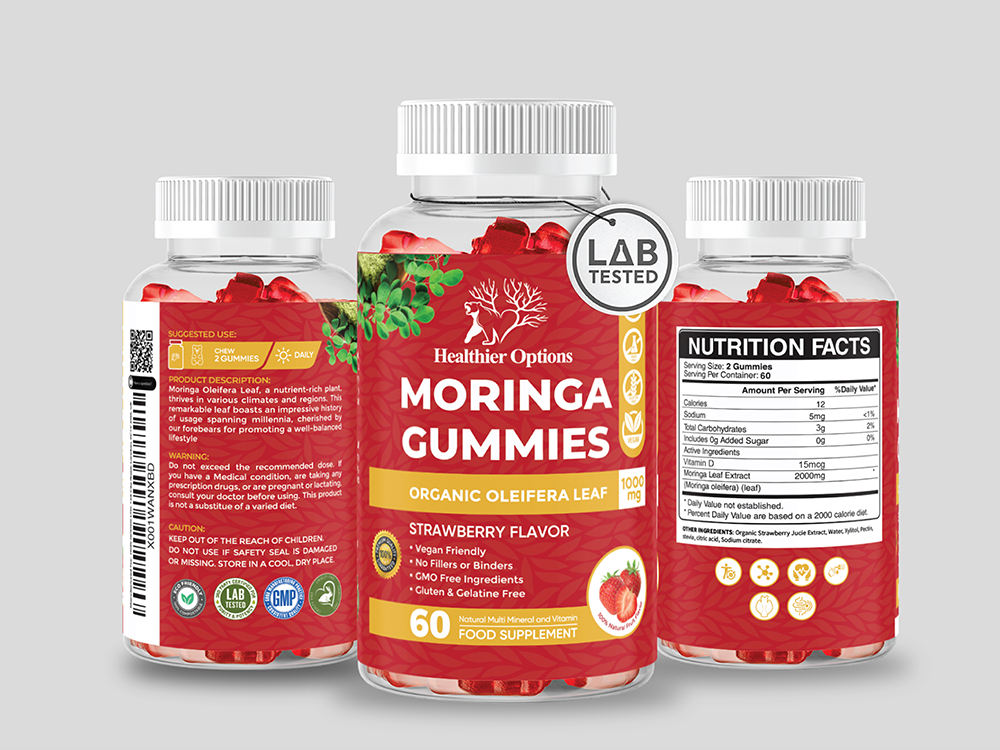 SUGGESTED USE:
CHEW
2 GUMMIES
DAILY
PRODUCT DESCRIPTION:
Moringa Oleifera Leaf, a nutrient-rich plant,
thrives in various climates and regions. This
remarkable leaf boasts an impressive history
of usage spanning millennia, cherished by
our forebears for promoting a well-balanced
lifestyle
WARNING:
Do not exceed the recommended dose. If
you have a Medical condition, are taking any
prescription drugs, or are pregnant or lactating,
consult your doctor before using. This product
is not a substitue of a varied diet.
CAUTION:
KEEP OUT OF THE REACH OF CHILDREN.
DO NOT USE IF SAFETY SEAL IS DAMAGED
OR MISSING. STORE IN A COOL, DRY PLACE.
X001WANXBD
ECO FRIENDLY
LAB
TESTED
GMP
LAB
TESTED
Healthier Options
MORINGA
GUMMIES
ORGANIC OLEIFERA LEAF
1000
mg
STRAWBERRY FLAVOR
• Vegan Friendly
• No Fillers or Binders
• GMO Free Ingredients
• Gluten & Gelatine Free
100%
VEGAN
100% Natural Fruit Flavour
60
Natural Multi Mineral and Vitamin
FOOD SUPPLEMENT
NUTRITION FACTS
Serving Size: 2 Gummies
Serving Per Container: 60
Amount Per Serving %Daily Value*
Calories 12
Sodium 5mg <1%
Total Carbohydrates 3g 2%
Includes 0g Added Sugar 0g 0%
Active Ingredients
Vitamin D 15mcg
Moringa Leaf Extract 2000mg *
(Moringa oleifera) (leaf)
* Daily Value not established.
* Percent Daily Value are based on a 2000 calorie diet.
OTHER INGREDIENTS: Organic Strawberry Jucie Extract, Water, Xylitol, Pectin,
stevia, citric acid, Sodium citrate.